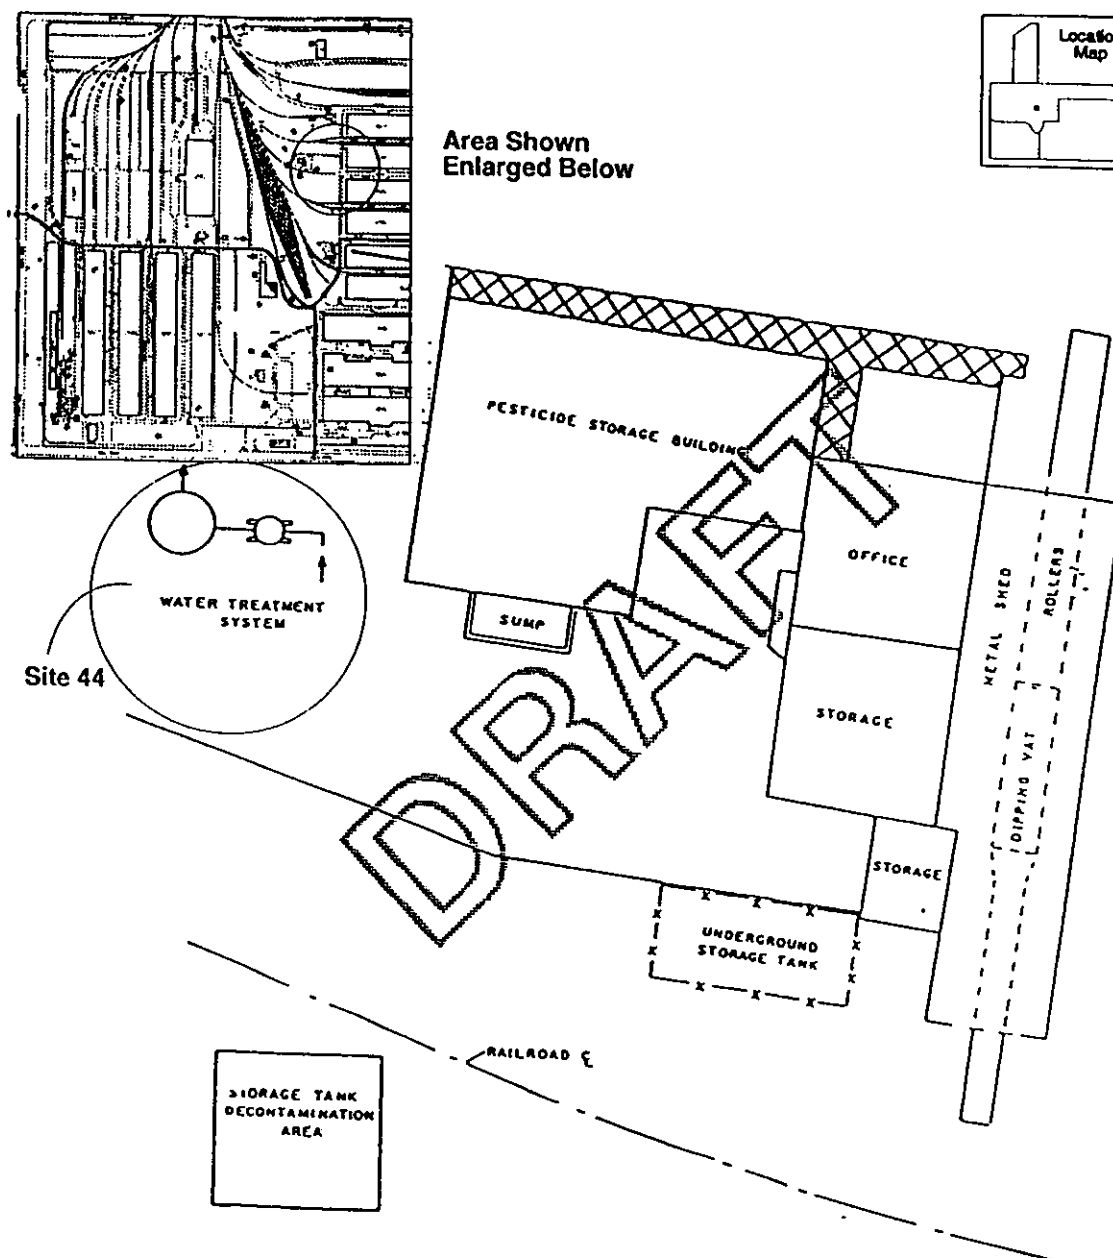 Area Shown
Enlarged Below
Map
PESTICIDE STORAGE BUILDING
OFFICE
METAL SHED
ROLLERS
WATER TREATMENT
SYSTEM
SUMP
Site 44
STORAGE
DIPPING VAT
STORAGE
UNDERGROUND
STORAGE TANK
DRAFT
RAILROAD ℄
STORAGE TANK
DECONTAMINATION
AREA